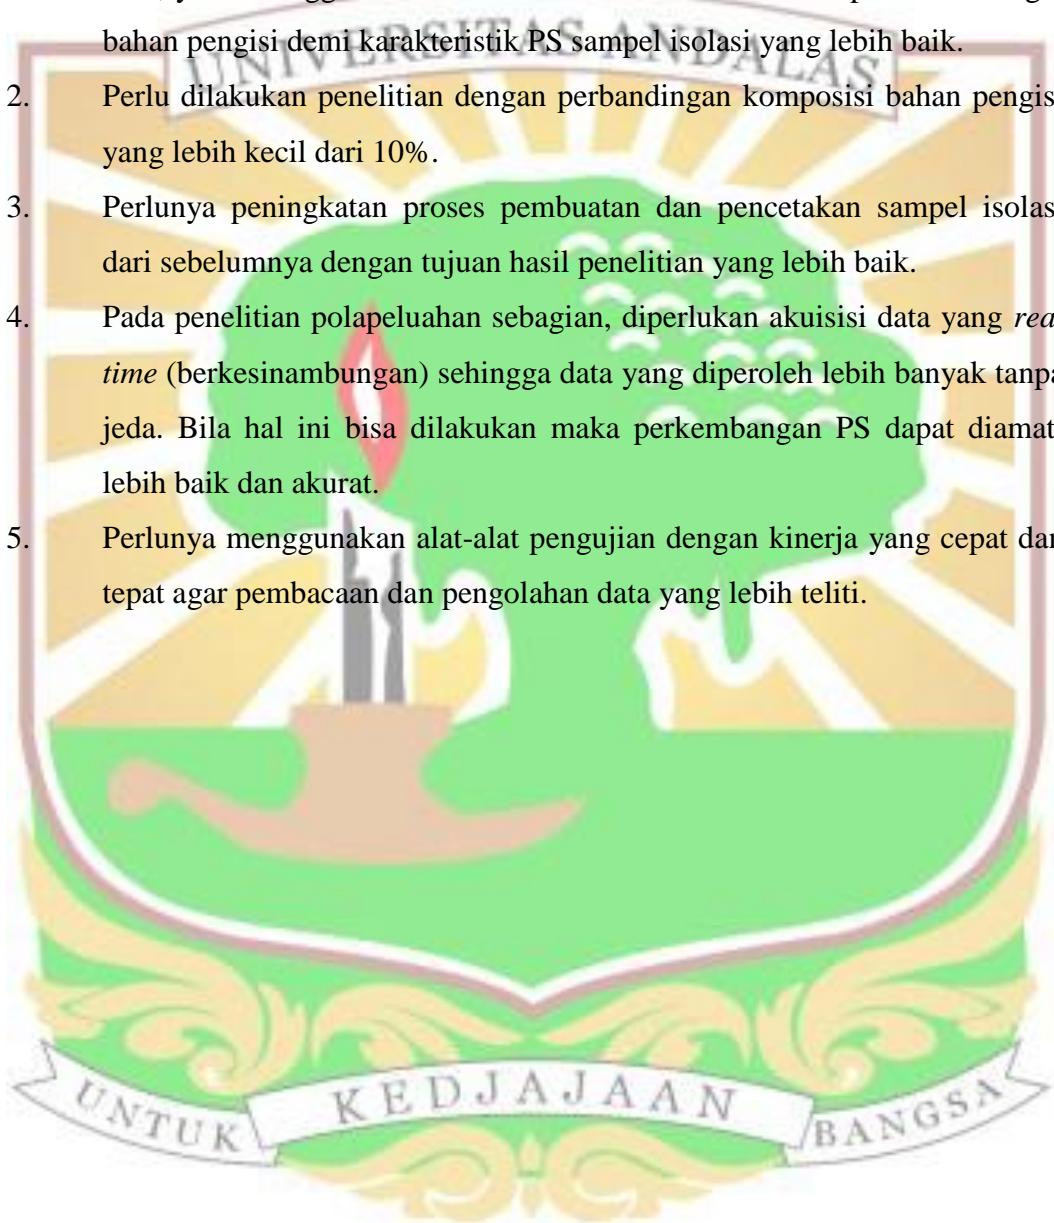 bahan pengisi demi karakteristik PS sampel isolasi yang lebih baik.
UNIVERSITAS ANDALAS
2. Perlu dilakukan penelitian dengan perbandingan komposisi bahan pengis
yang lebih kecil dari 10%.
3. Perlunya peningkatan proses pembuatan dan pencetakan sampel isolas
dari sebelumnya dengan tujuan hasil penelitian yang lebih baik.
4. Pada penelitian polapeluahan sebagian, diperlukan akuisisi data yang rea
time (berkesinambungan) sehingga data yang diperoleh lebih banyak tanpa
jeda. Bila hal ini bisa dilakukan maka perkembangan PS dapat diamat
lebih baik dan akurat.
5. Perlunya menggunakan alat-alat pengujian dengan kinerja yang cepat dan
tepat agar pembacaan dan pengolahan data yang lebih teliti.
UNTUK KEDJAJAAN BANGSA